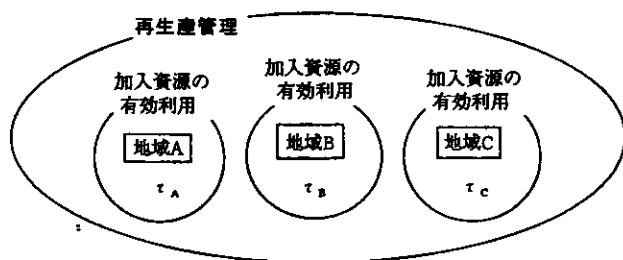 再生産管理
加入資源の
有効利用
地域A
τA
加入資源の
有効利用
地域B
τB
加入資源の
有効利用
地域C
τC